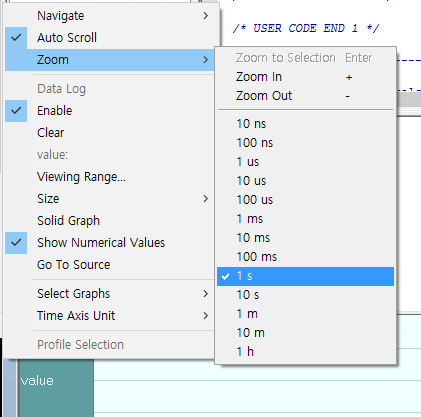 /* USER CODE END 1 */
Navigate
Auto Scroll
Zoom
Data Log
Enable
Clear
value:
Viewing Range...
Size
Solid Graph
Show Numerical Values
Go To Source
Select Graphs
Time Axis Unit
Profile Selection
Zoom to Selection Enter
Zoom In +
Zoom Out -
10 ns
100 ns
1 us
10 us
100 us
1 ms
10 ms
100 ms
1 s
10 s
1 m
10 m
1 h
value